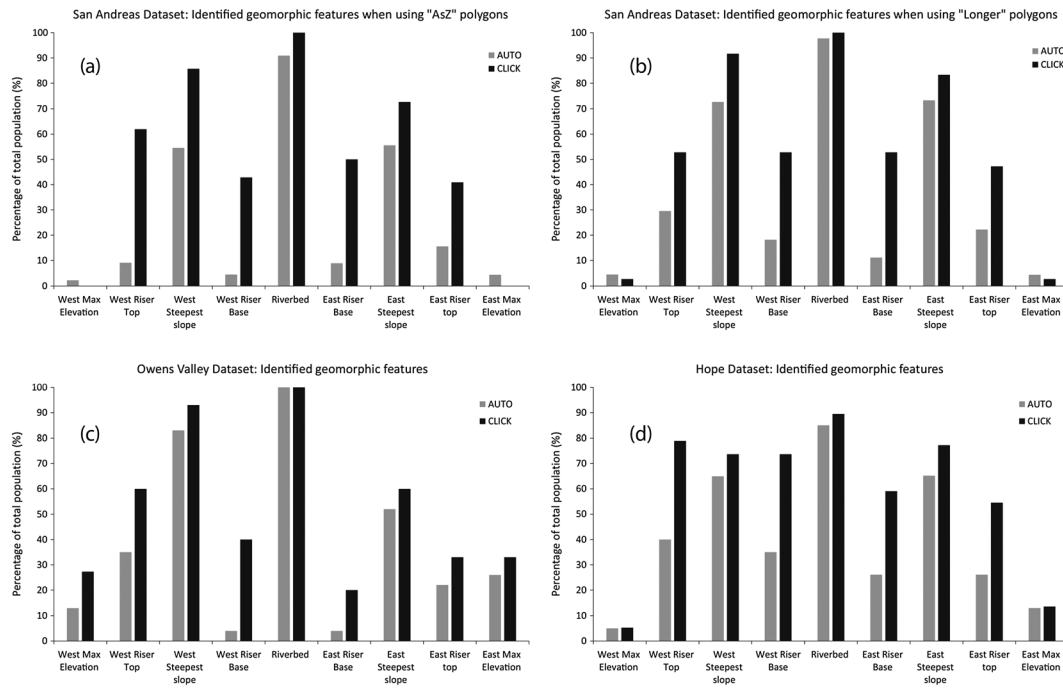 San Andreas Dataset: Identified geomorphic features when using "AsZ" polygons
(a)
AUTO
CLICK
Percentage of total population (%)
100
90
80
70
60
50
40
30
20
10
0
West Max Elevation
West Riser Top
West Steepest slope
West Riser Base
Riverbed
East Riser Base
East Steepest slope
East Riser top
East Max Elevation
San Andreas Dataset: Identified geomorphic features when using "Longer" polygons
(b)
AUTO
CLICK
Percentage of total population (%)
100
90
80
70
60
50
40
30
20
10
0
West Max Elevation
West Riser Top
West Steepest slope
West Riser Base
Riverbed
East Riser Base
East Steepest slope
East Riser top
East Max Elevation
Owens Valley Dataset: Identified geomorphic features
(c)
AUTO
CLICK
Percentage of total population (%)
100
90
80
70
60
50
40
30
20
10
0
West Max Elevation
West Riser Top
West Steepest slope
West Riser Base
Riverbed
East Riser Base
East Steepest slope
East Riser top
East Max Elevation
Hope Dataset: Identified geomorphic features
(d)
AUTO
CLICK
Percentage of total population (%)
100
90
80
70
60
50
40
30
20
10
0
West Max Elevation
West Riser Top
West Steepest slope
West Riser Base
Riverbed
East Riser Base
East Steepest slope
East Riser top
East Max Elevation